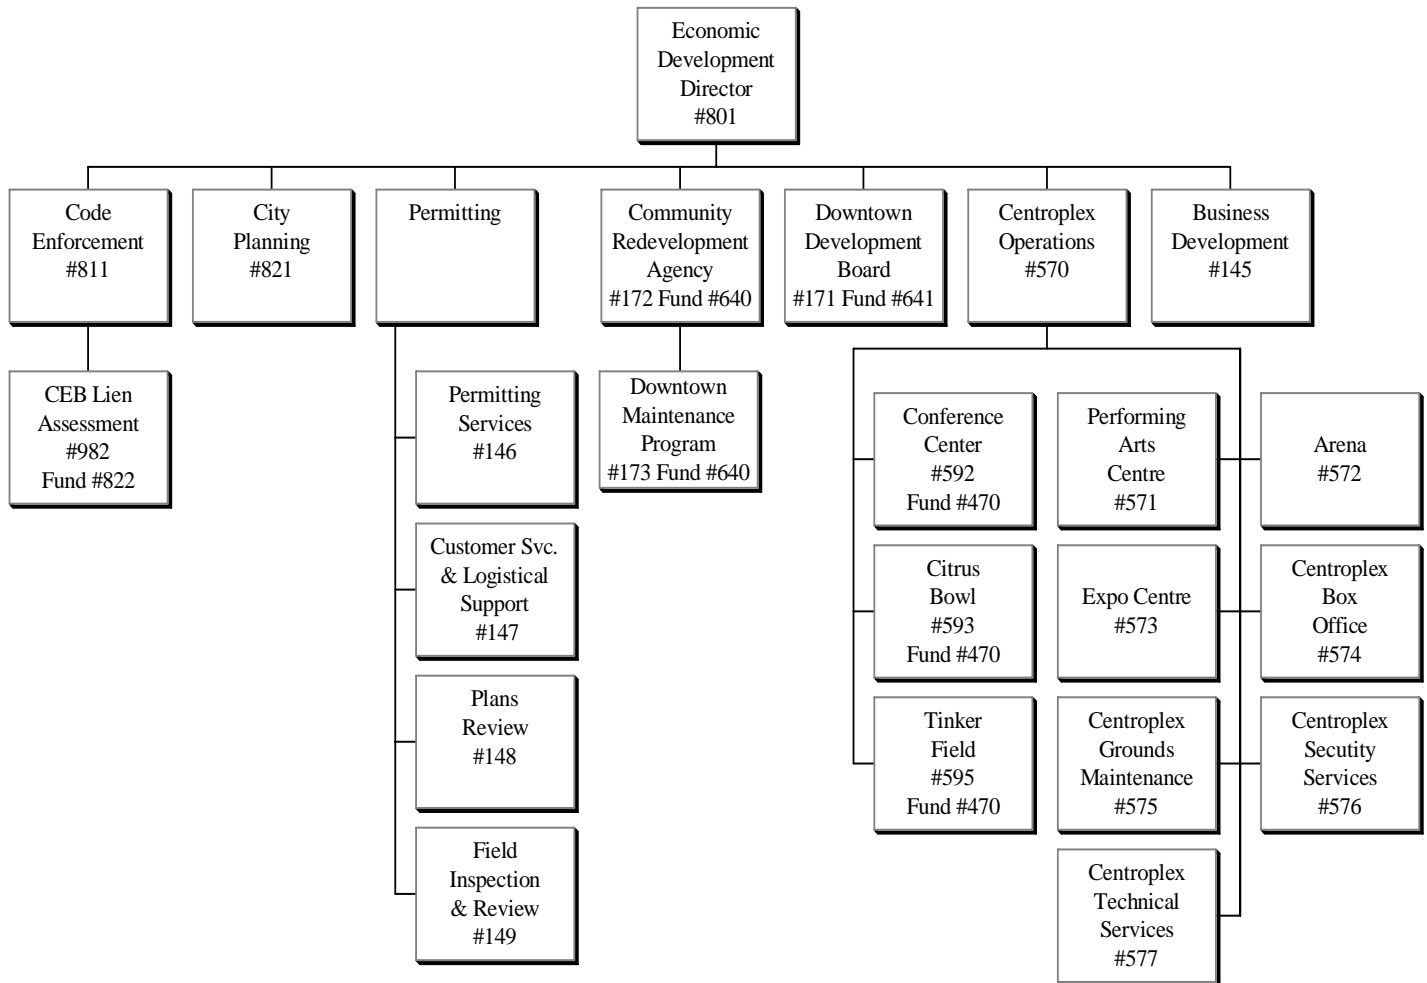 Economic
Development
Director
#801
Code
Enforcement
#811
City
Planning
#821
Permitting
Community
Redevelopment
Agency
#172 Fund #640
Downtown
Development
Board
#171 Fund #641
Centroplex
Operations
#570
Business
Development
#145
CEB Lien
Assessment
#982
Fund #822
Permitting
Services
#146
Customer Svc.
& Logistical
Support
#147
Plans
Review
#148
Field
Inspection
& Review
#149
Downtown
Maintenance
Program
#173 Fund #640
Conference
Center
#592
Fund #470
Performing
Arts
Centre
#571
Arena
#572
Citrus
Bowl
#593
Fund #470
Expo Centre
#573
Centroplex
Box
Office
#574
Tinker
Field
#595
Fund #470
Centroplex
Grounds
Maintenance
#575
Centroplex
Secutity
Services
#576
Centroplex
Technical
Services
#577